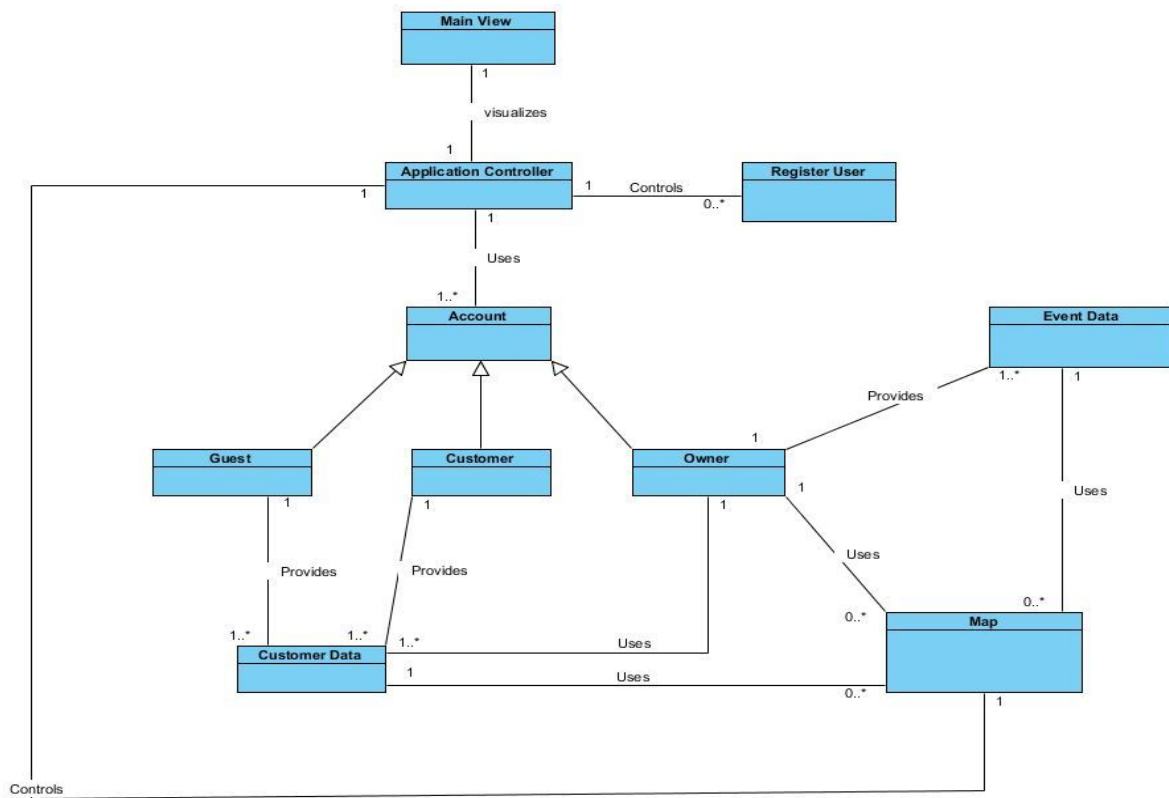 Main View
1
visualizes
1
Application Controller
Register User
1
1
Controls
0..*
1
Uses
1..*
Account
Event Data
1..*
1
Provides
1
Guest
Customer
Owner
1
1
1
1
Uses
Uses
Provides
Provides
1..*
1..*
1..*
0..*
0..*
Map
Customer Data
Uses
1
Uses
0..*
1
Controls